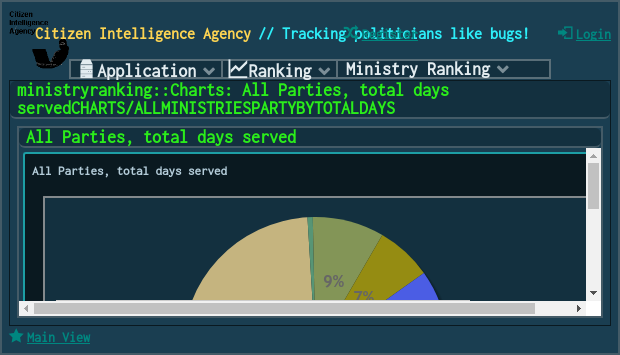 Citizen
Intelligence
Agency
Citizen Intelligence Agency // Tracking politicians like bugs!
Login
Application Ranking Ministry Ranking
ministryranking::Charts: All Parties, total days
servedCHARTS/ALLMINISTRIESPARTYBYTOTALDAYS
All Parties, total days served
All Parties, total days served
9%
7%
Main View